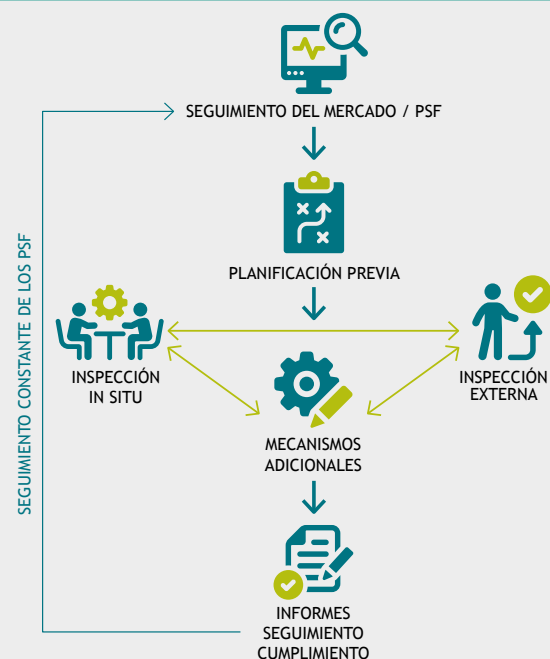 SEGUIMIENTO DEL MERCADO / PSF
PLANIFICACIÓN PREVIA
SEGUIMIENTO CONSTANTE DE LOS PSF
INSPECCIÓN
IN SITU
INSPECCIÓN
EXTERNA
MECANISMOS
ADICIONALES
INFORMES
SEGUIMIENTO
CUMPLIMIENTO